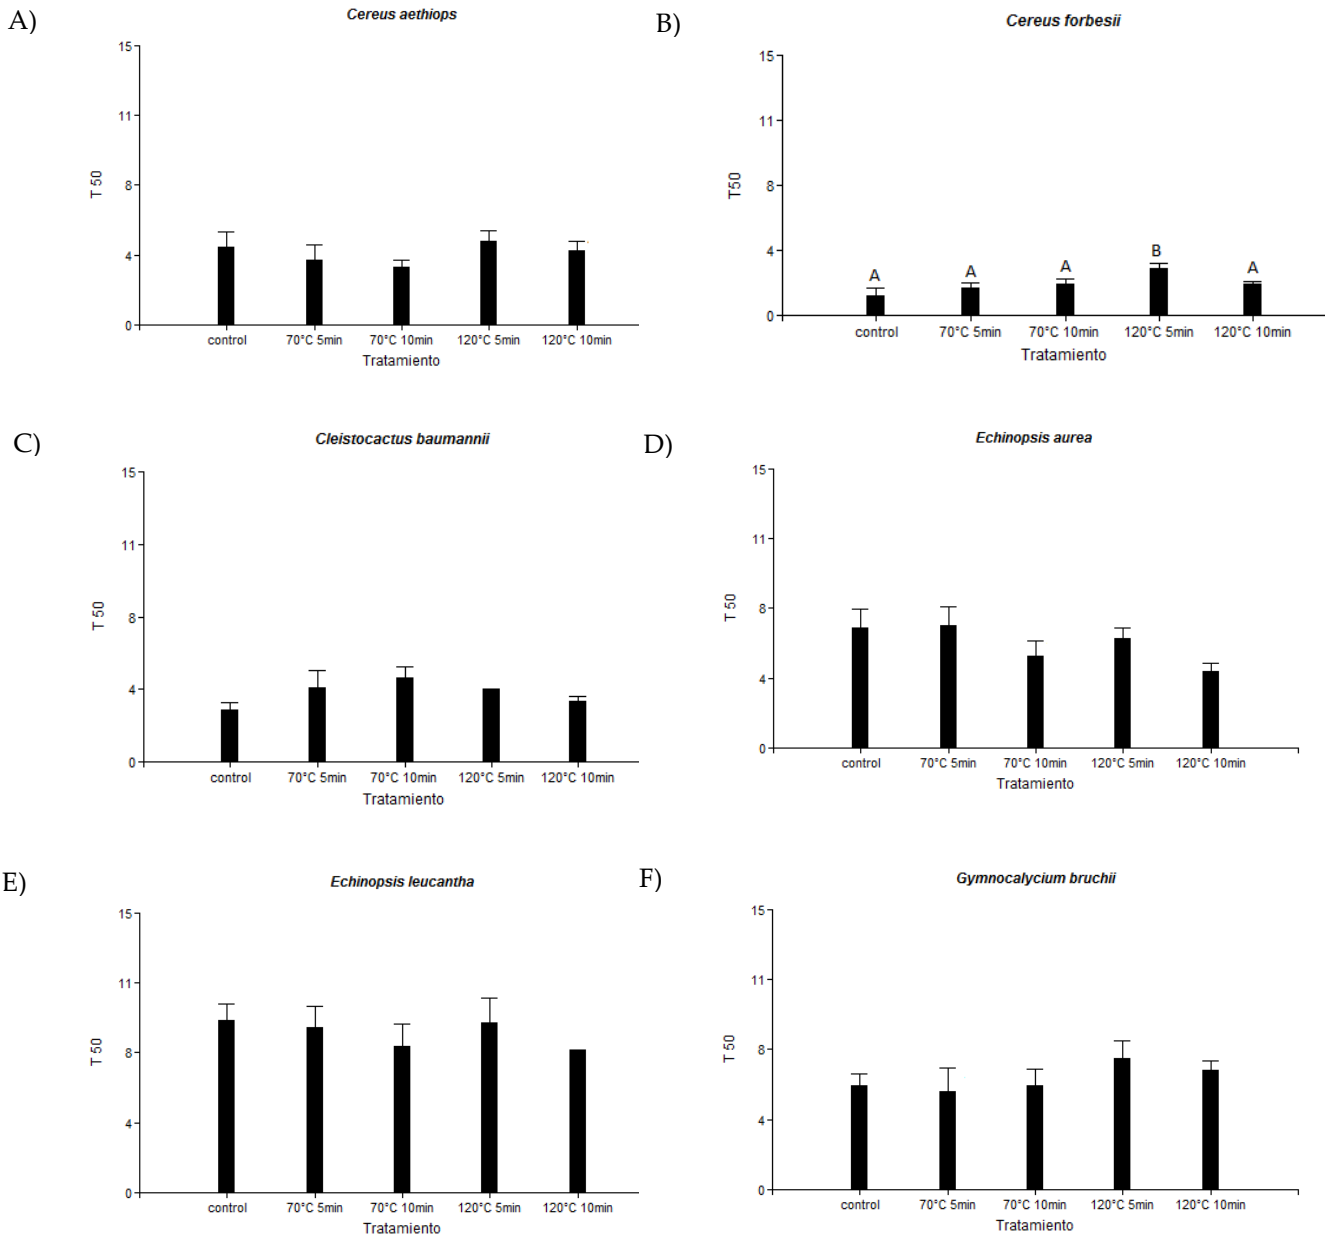 A)
Cereus aethiops
15
11
8
4
0
T 50
control 70°C 5min 70°C 10min 120°C 5min 120°C 10min
Tratamiento
B)
Cereus forbesii
15
11
8
4
0
T50
A A A B A
control 70°C 5min 70°C 10min 120°C 5min 120°C 10min
Tratamiento
C)
Cleistocactus baumannii
15
11
8
4
0
T 50
control 70°C 5min 70°C 10min 120°C 5min 120°C 10min
Tratamiento
D)
Echinopsis aurea
15
11
8
4
0
T 50
control 70°C 5min 70°C 10min 120°C 5min 120°C 10min
Tratamiento
E)
Echinopsis leucantha
15
11
8
4
0
T 50
control 70°C 5min 70°C 10min 120°C 5min 120°C 10min
Tratamiento
F)
Gymnocalycium bruchii
15
11
8
4
0
T 50
control 70°C 5min 70°C 10min 120°C 5min 120°C 10min
Tratamiento